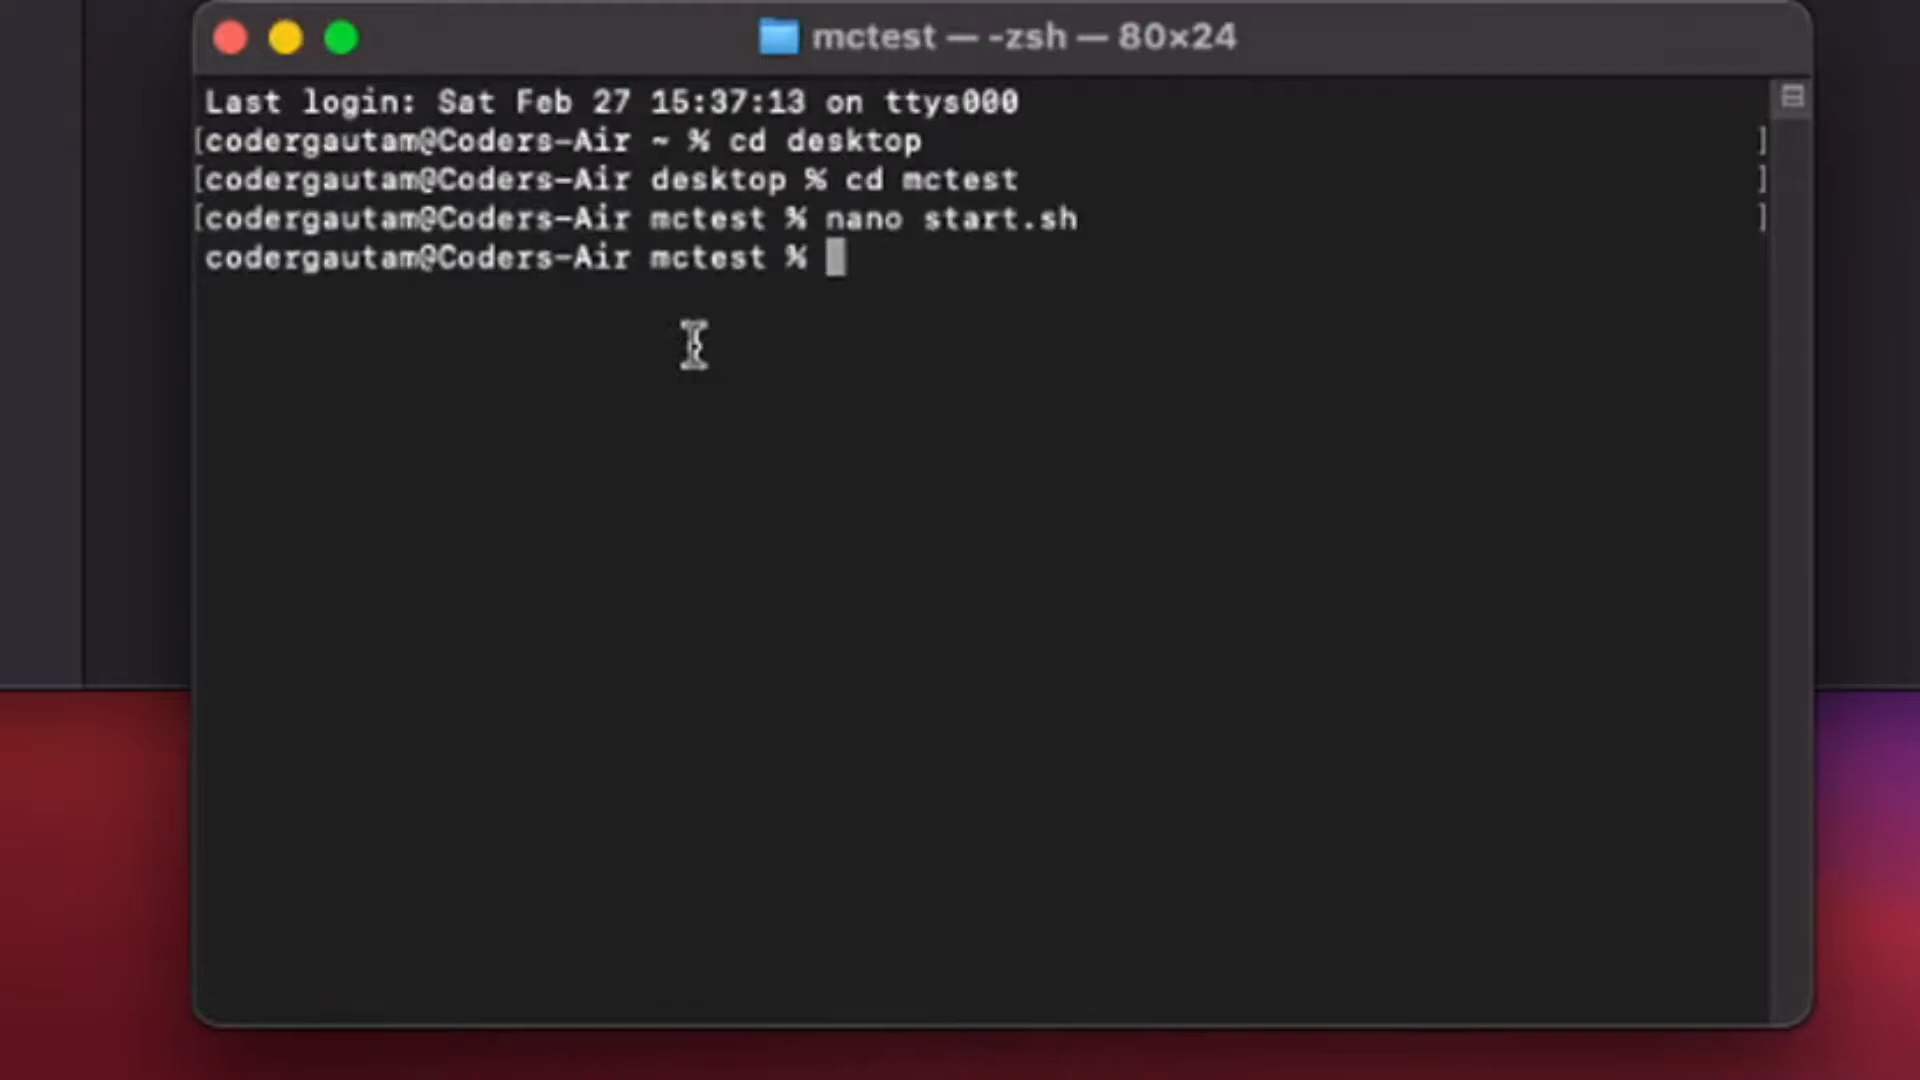 mctest — -zsh — 80×24
Last login: Sat Feb 27 15:37:13 on ttys000
[codergautam@Coders-Air ~ % cd desktop ]
[codergautam@Coders-Air desktop % cd mctest ]
[codergautam@Coders-Air mctest % nano start.sh ]
codergautam@Coders-Air mctest %